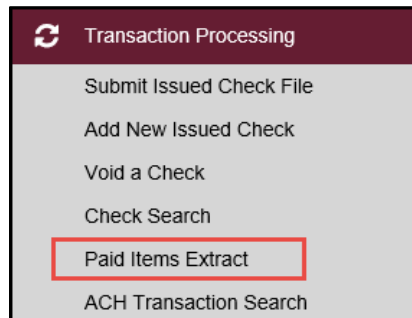 Transaction Processing
Submit Issued Check File
Add New Issued Check
Void a Check
Check Search
Paid Items Extract
ACH Transaction Search